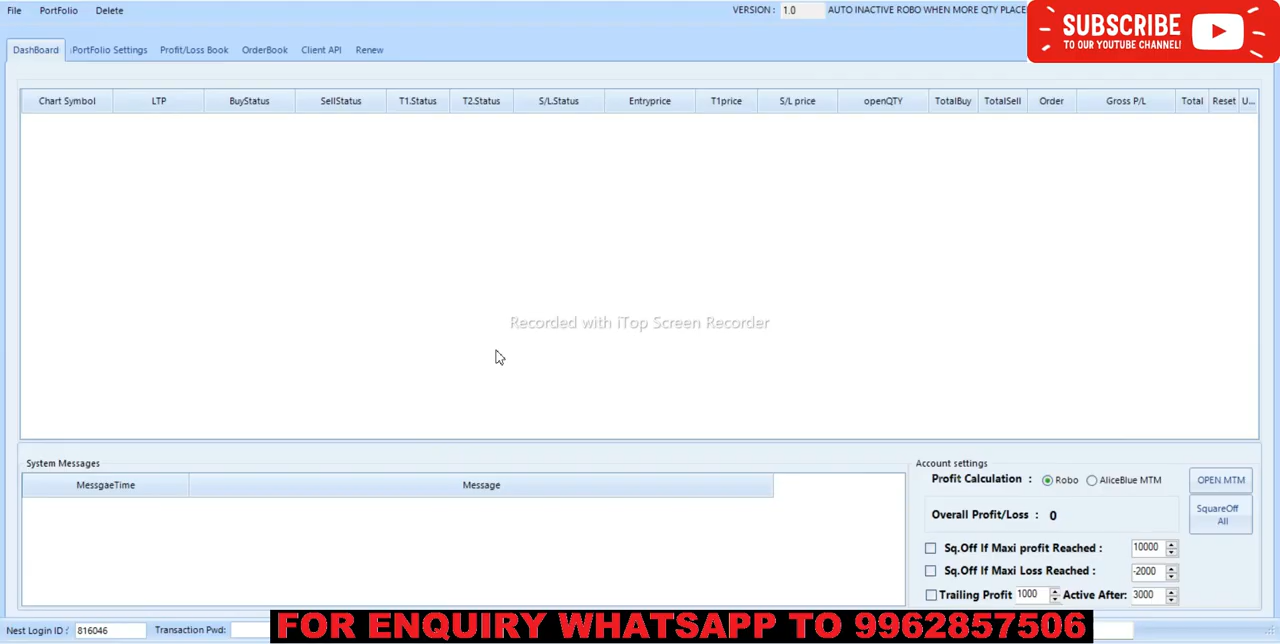 File PortFolio Delete VERSION : 1.0 AUTO INACTIVE ROBO WHEN MORE QTY PLACE
SUBSCRIBE
TO OUR YOUTUBE CHANNEL!
DashBoard PortFolio Settings Profit/Loss Book OrderBook Client API Renew
Chart Symbol LTP BuyStatus SellStatus T1.Status T2.Status S/L.Status Entryprice T1price S/L price openQTY TotalBuy TotalSell Order Gross P/L Total Reset U...
Recorded with iTop Screen Recorder
System Messages
MessgaeTime Message
Account settings
Profit Calculation : Robo AliceBlue MTM OPEN MTM
Overall Profit/Loss : 0
SquareOff
All
Sq.Off If Maxi profit Reached : 10000
Sq.Off If Maxi Loss Reached : -2000
Trailing Profit 1000 Active After: 3000
Nest Login ID : 816046 Transaction Pwd:
FOR ENQUIRY WHATSAPP TO 9962857506